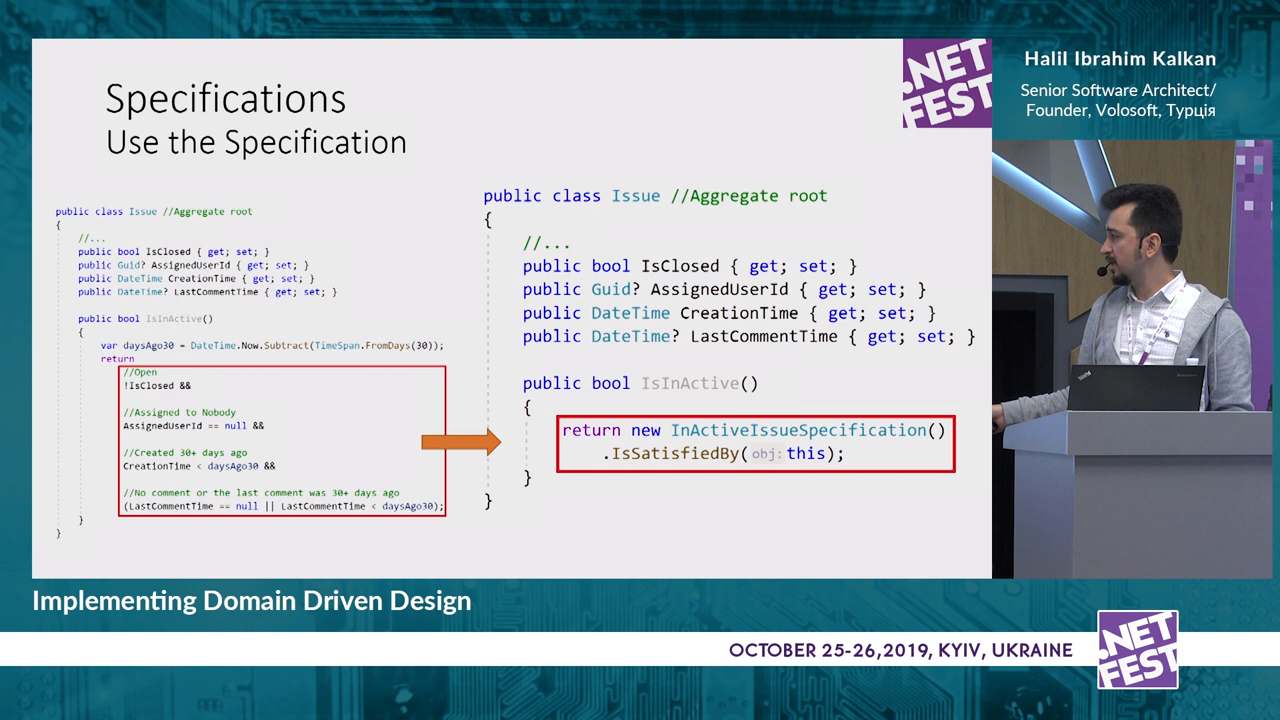 Specifications
Use the Specification
.NET
FEST
Halil Ibrahim Kalkan
Senior Software Architect/
Founder, Volosoft, Турція
public class Issue //Aggregate root
{
//...
public bool IsClosed { get; set; }
public Guid? AssignedUserId { get; set; }
public DateTime CreationTime { get; set; }
public DateTime? LastCommentTime { get; set; }
public bool IsInActive()
{
var daysAgo30 = DateTime.Now.Subtract(TimeSpan.FromDays(30));
return
//Open
!IsClosed &&
//Assigned to Nobody
AssignedUserId == null &&
//Created 30+ days ago
CreationTime < daysAgo30 &&
//No comment or the last comment was 30+ days ago
(LastCommentTime == null || LastCommentTime < daysAgo30);
}
}
public class Issue //Aggregate root
{
//...
public bool IsClosed { get; set; }
public Guid? AssignedUserId { get; set; }
public DateTime CreationTime { get; set; }
public DateTime? LastCommentTime { get; set; }
public bool IsInActive()
{
return new InActiveIssueSpecification()
.IsSatisfiedBy(obj: this);
}
}
Implementing Domain Driven Design
OCTOBER 25-26,2019, KYIV, UKRAINE
.NET
FEST